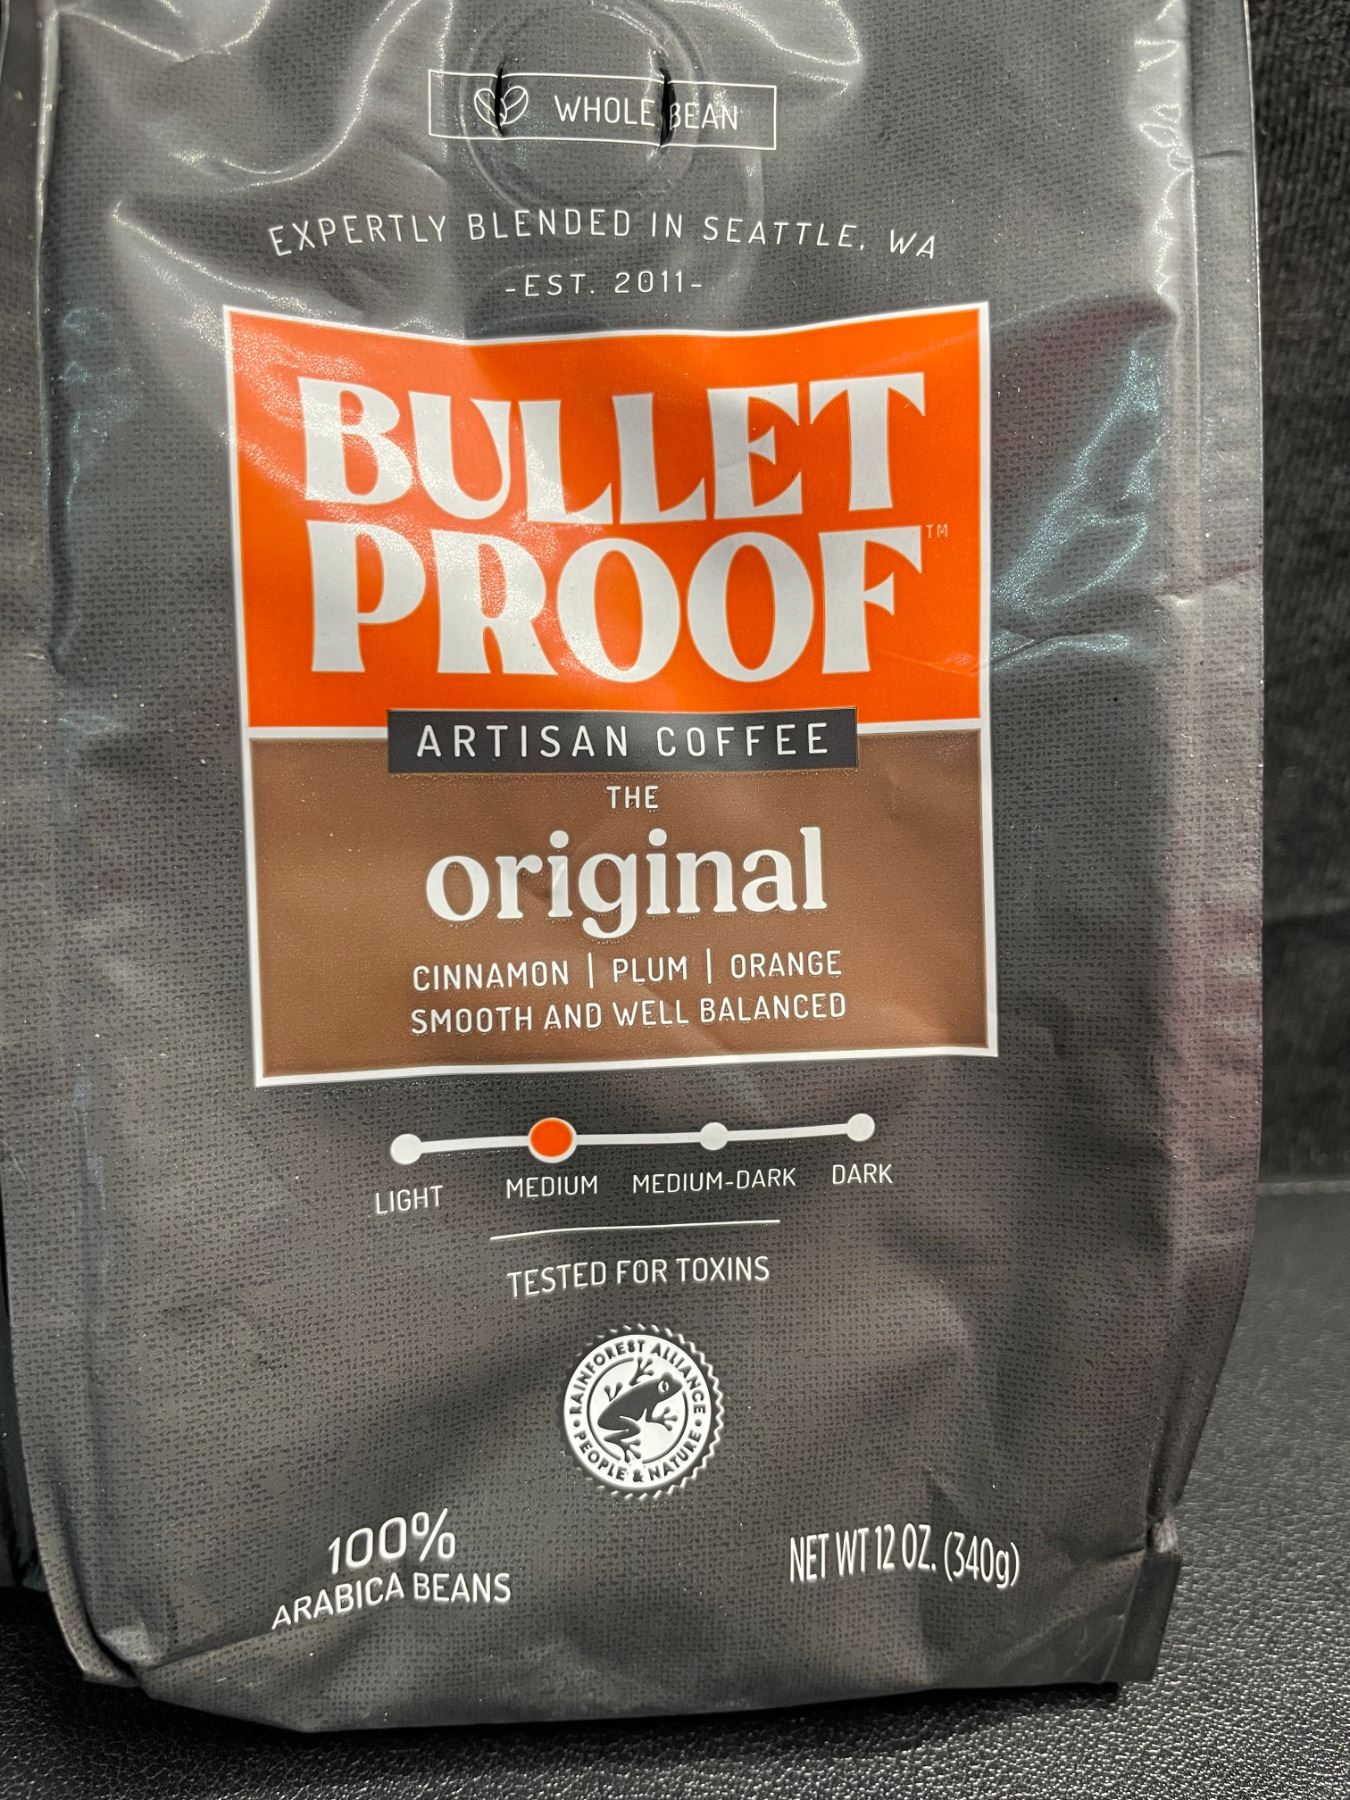 WHOLE BEAN
EXPERTLY BLENDED IN SEATTLE, WA
-EST. 2011-
BULLET
PROOF™
ARTISAN COFFEE
THE
original
CINNAMON | PLUM | ORANGE
SMOOTH AND WELL BALANCED
LIGHT MEDIUM MEDIUM-DARK DARK
TESTED FOR TOXINS
RAINFOREST ALLIANCE
PEOPLE & NATURE
100%
ARABICA BEANS
NET WT 12 OZ. (340g)